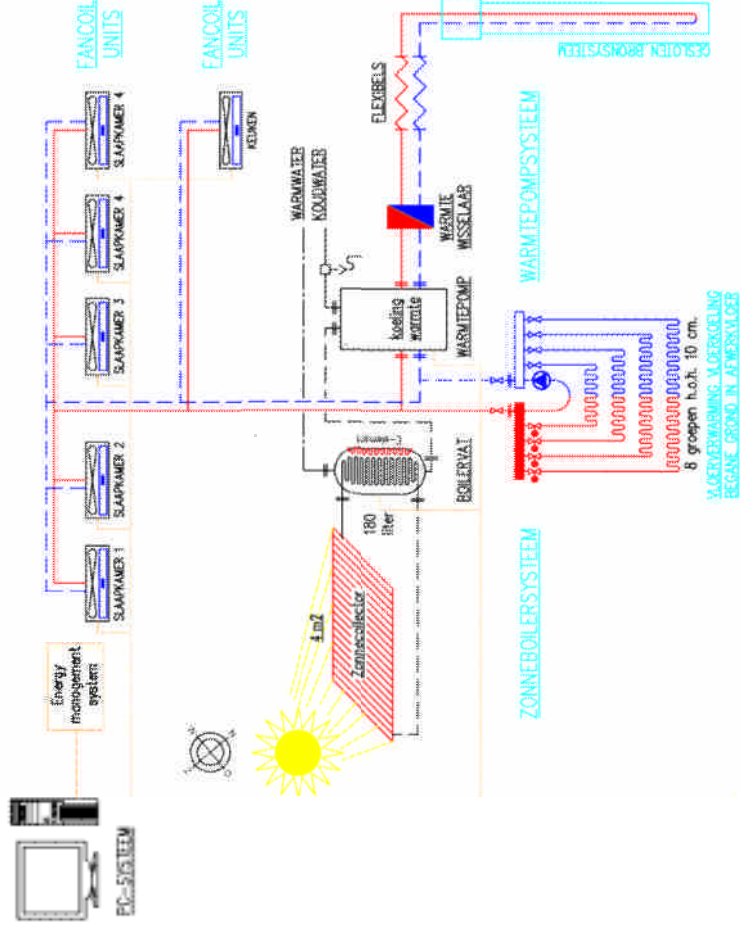 PC-SYSTEEM
Energy
management
system
SLAAPKAMER 1
SLAAPKAMER 2
SLAAPKAMER 3
SLAAPKAMER 4
SLAAPKAMER 4
FANCOIL
UNITS
KEUKEN
FANCOIL
UNITS
4 m2
Zonnecollector
180
liter
BOILERVAT
WARMWATER
KOUDWATER
koeling
warmte
WARMTEPOMP
WARMTE
WISSELAAR
FLEXIBELS
GESLOTEN BRONSYSTEEM
ZONNEBOILERSYSTEEM
WARMTEPOMPSYSTEEM
8 groepen h.o.h. 10 cm.
VLOERVERWARMING VLOERKOELING
BEGANE GROND IN AFWERKVLOER